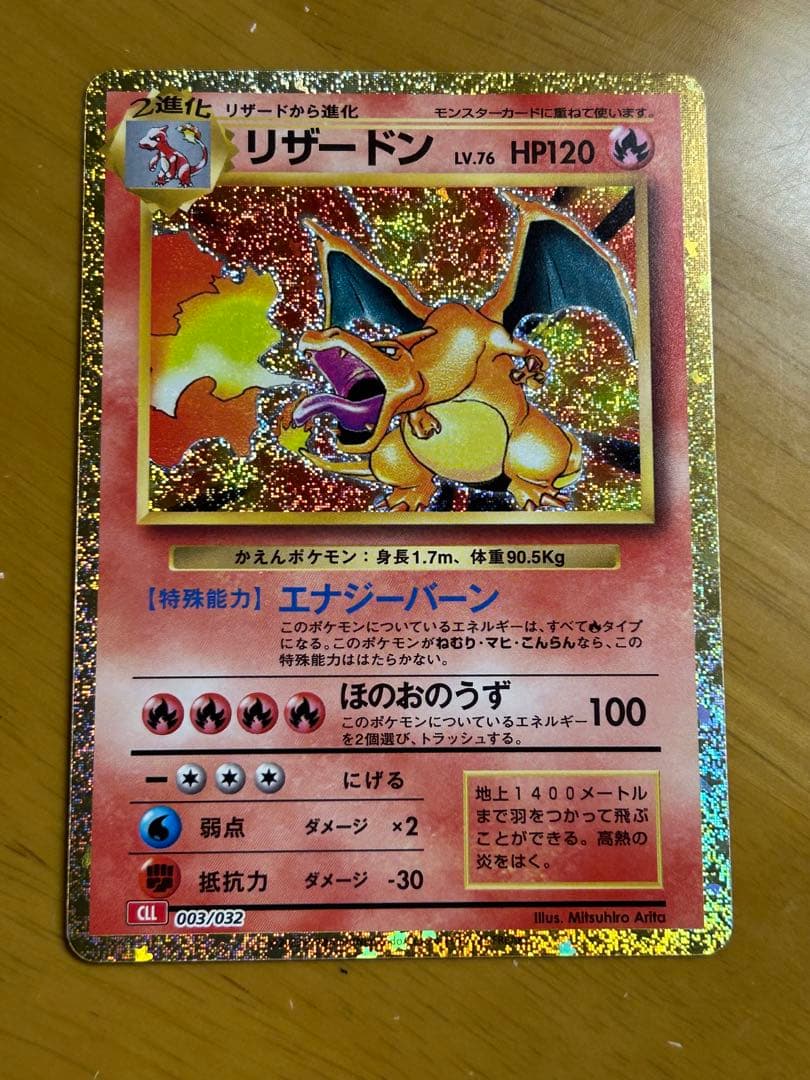 2進化 リザードから進化 モンスターカードに重ねて使います。
リザードン LV.76 HP120
かえんポケモン：身長1.7m、体重90.5Kg
【特殊能力】エナジーバーン
このポケモンについているエネルギーは、すべて🔥タイプ
になる。このポケモンがねむり・マヒ・こんらんなら、この
特殊能力ははたらかない。
ほのおのうず 100
このポケモンについているエネルギー
を2個選び、トラッシュする。
にげる
弱点 ダメージ ×2
抵抗力 ダメージ -30
地上1400メートル
まで羽をつかって飛ぶ
ことができる。高熱の
炎をはく。
CLL 003/032
Illus. Mitsuhiro Arita